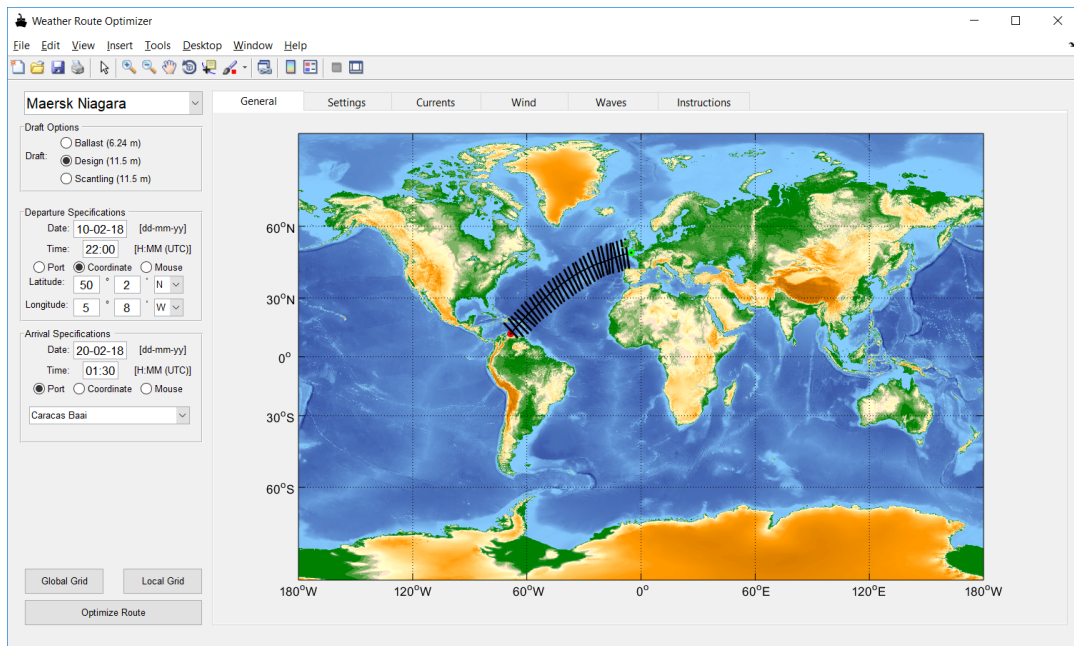 Weather Route Optimizer
File Edit View Insert Tools Desktop Window Help
Maersk Niagara
General Settings Currents Wind Waves Instructions
Draft Options
Draft:
Ballast (6.24 m)
Design (11.5 m)
Scantling (11.5 m)
Departure Specifications
Date: 10-02-18 [dd-mm-yy]
Time: 22:00 [H:MM (UTC)]
Port Coordinate Mouse
Latitude: 50 ° 2 ' N
Longitude: 5 ° 8 ' W
Arrival Specifications
Date: 20-02-18 [dd-mm-yy]
Time: 01:30 [H:MM (UTC)]
Port Coordinate Mouse
Caracas Baai
Global Grid Local Grid
Optimize Route
60°N
30°N
0°
30°S
60°S
180°W 120°W 60°W 0° 60°E 120°E 180°W